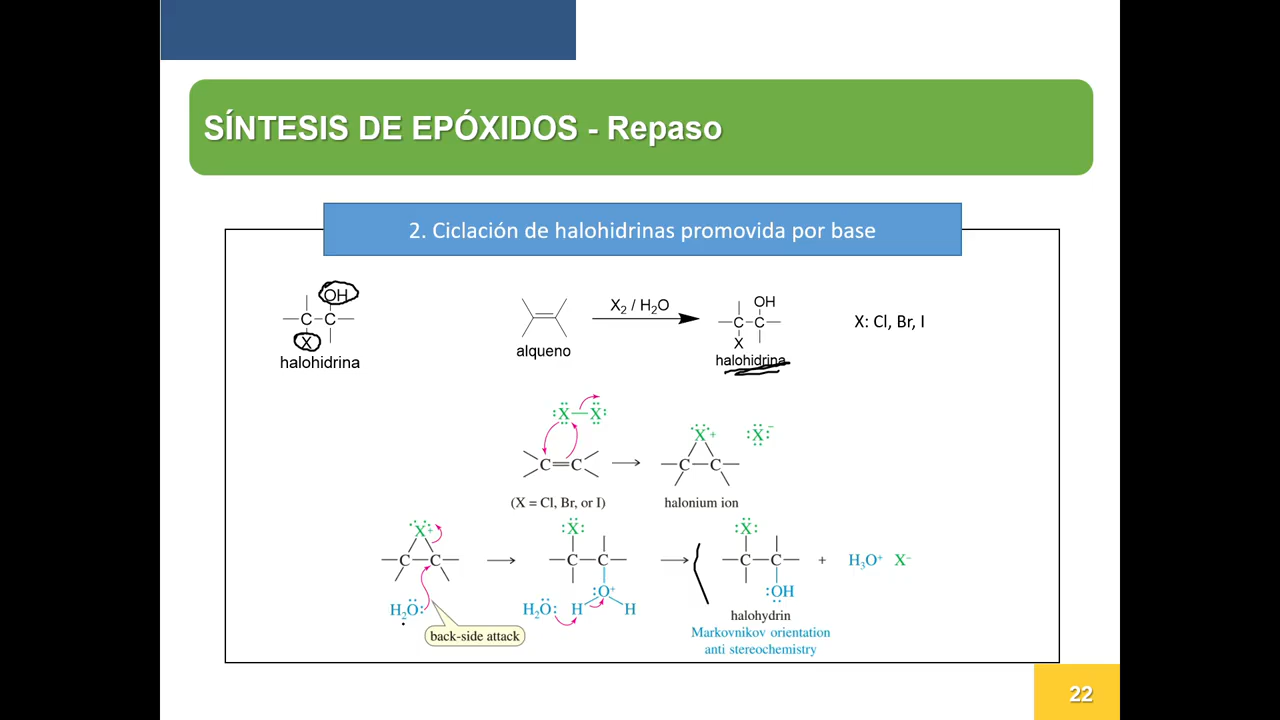 SÍNTESIS DE EPÓXIDOS - Repaso
2. Ciclación de halohidrinas promovida por base
OH
C C
X
halohidrina
alqueno
X2 / H2O
OH
C C
X
halohidrina
X: Cl, Br, I
:X—X:
C=C
(X = Cl, Br, or I)
X+
C—C
halonium ion
:X:−
X+
C—C
H2O:
back-side attack
:X:
C—C
:O+
H2O: H H
:X:
C—C
:OH
halohydrin
Markovnikov orientation
anti stereochemistry
+ H3O+ X−
22